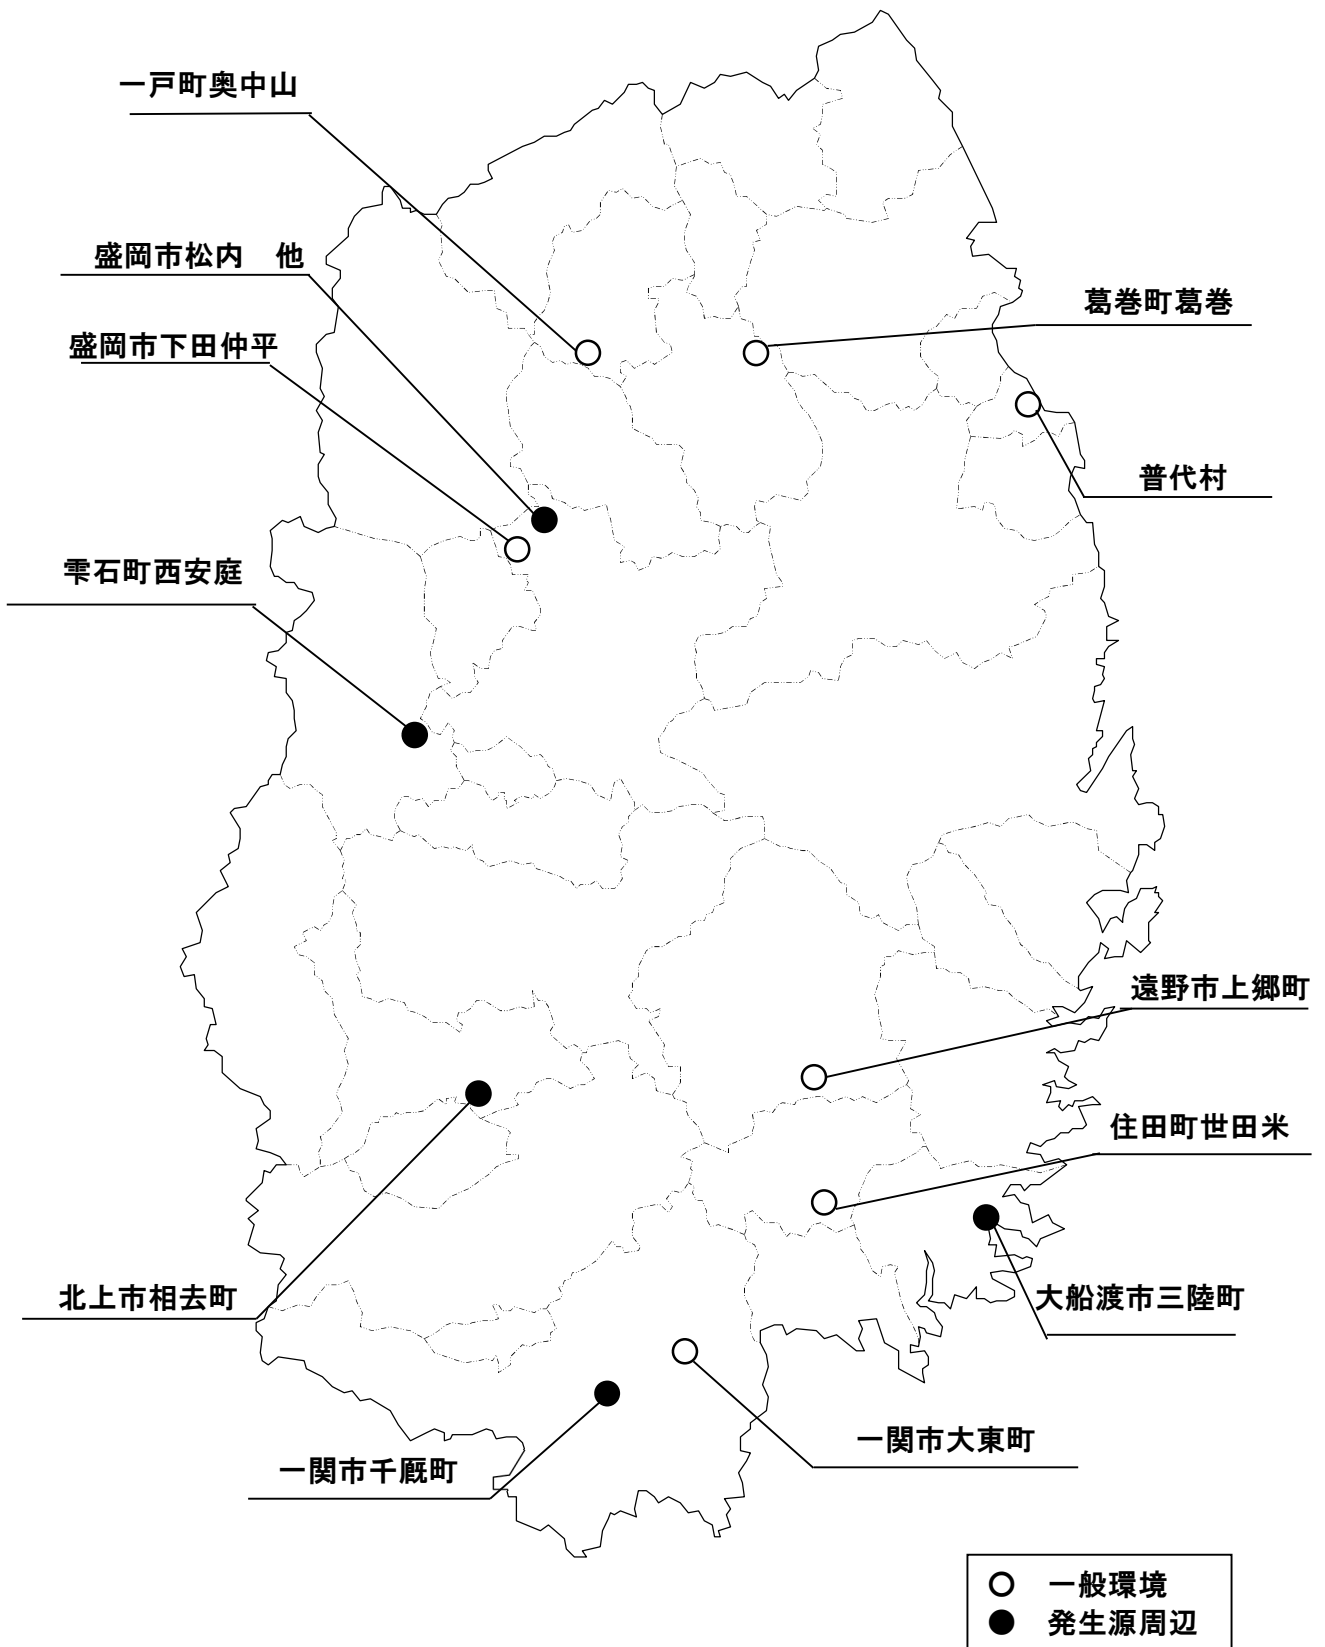 一戸町奥中山
盛岡市松内　他
葛巻町葛巻
盛岡市下田仲平
普代村
雫石町西安庭
遠野市上郷町
住田町世田米
北上市相去町
大船渡市三陸町
一関市大東町
一関市千厩町
一般環境
発生源周辺